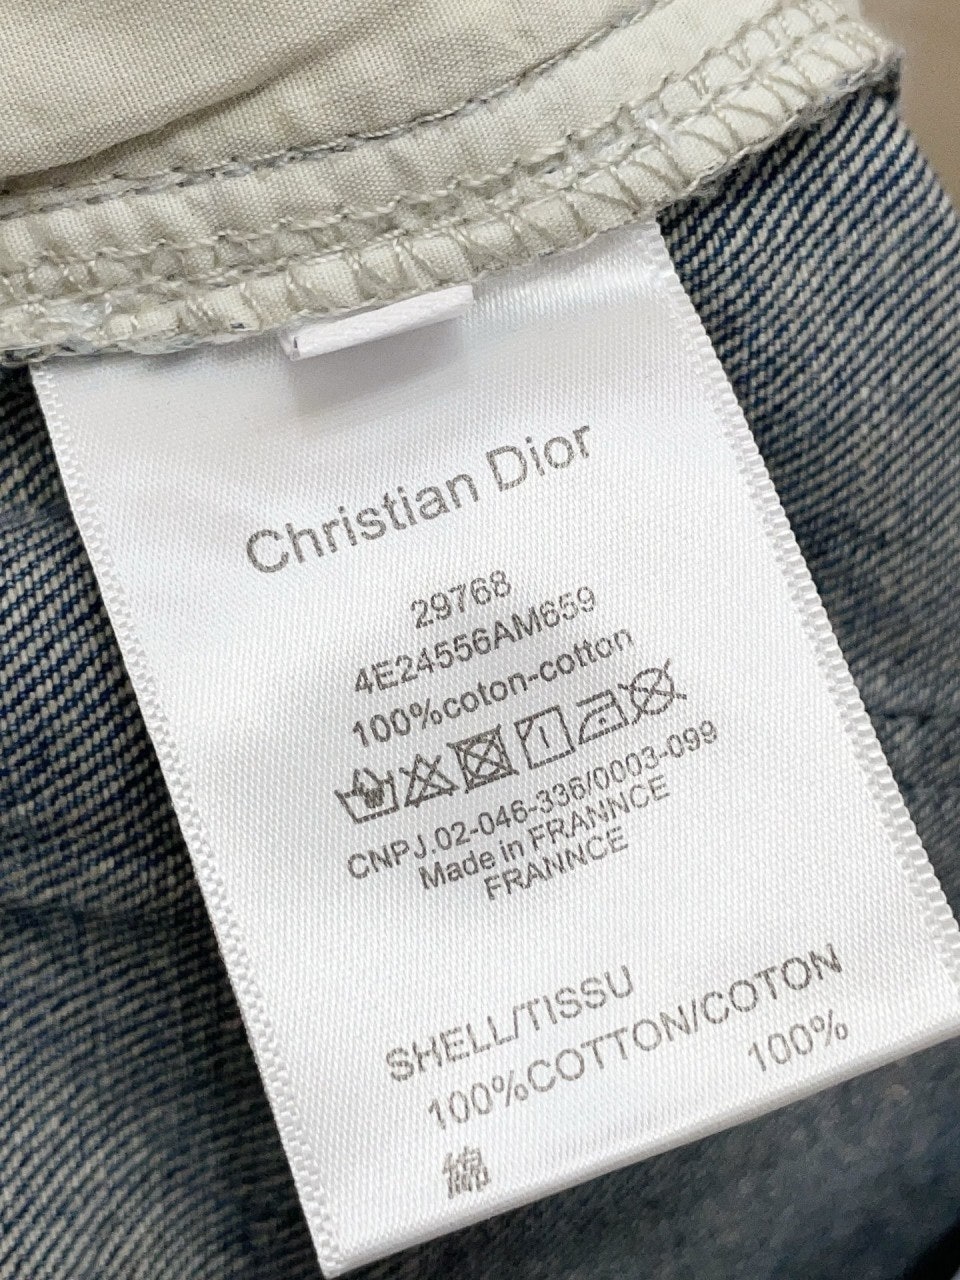 Christian Dior
29768
4E24556AM659
100%coton-cotton
CNPJ.02-046-336/0003-099
Made in FRANNCE
FRANNCE
SHELL/TISSU
100%COTTON/COTON
100%
綿